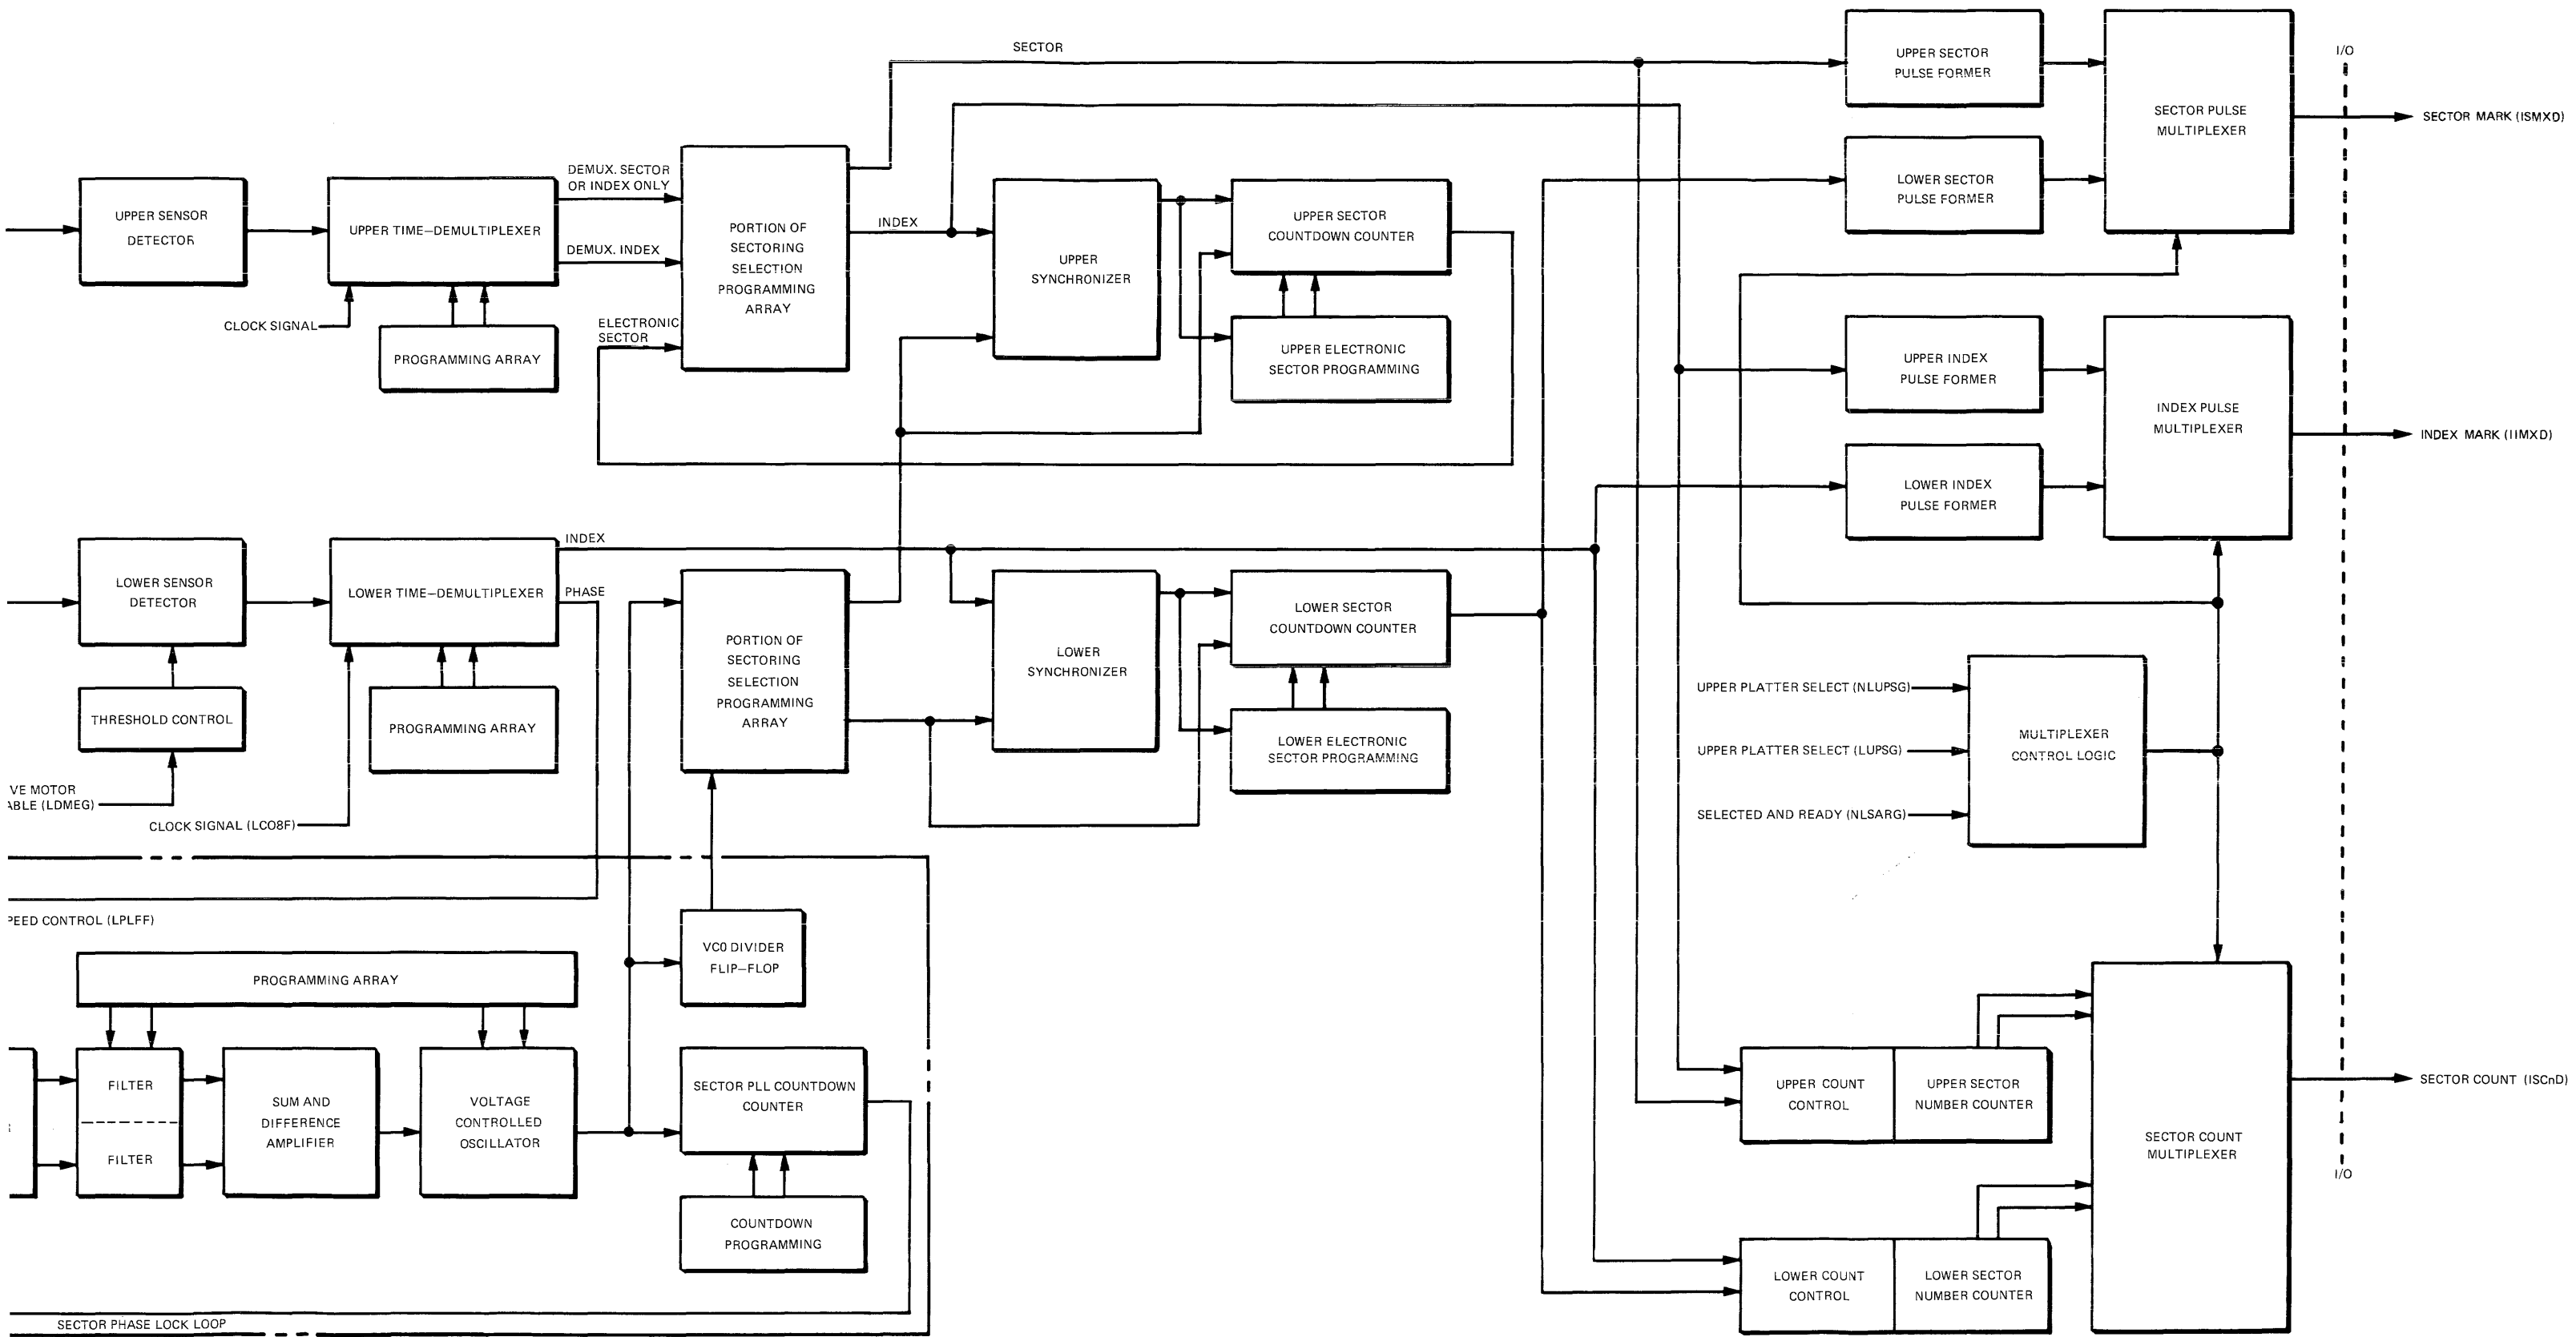 SECTOR
UPPER SECTOR
PULSE FORMER
I/O
SECTOR PULSE
MULTIPLEXER
SECTOR MARK (ISMXD)
LOWER SECTOR
PULSE FORMER
DEMUX. SECTOR
OR INDEX ONLY
UPPER SENSOR
DETECTOR
UPPER TIME–DEMULTIPLEXER
DEMUX. INDEX
PORTION OF
SECTORING
SELECTION
PROGRAMMING
ARRAY
INDEX
UPPER
SYNCHRONIZER
UPPER SECTOR
COUNTDOWN COUNTER
CLOCK SIGNAL
PROGRAMMING ARRAY
ELECTRONIC
SECTOR
UPPER ELECTRONIC
SECTOR PROGRAMMING
UPPER INDEX
PULSE FORMER
INDEX PULSE
MULTIPLEXER
INDEX MARK (IIMXD)
LOWER INDEX
PULSE FORMER
INDEX
LOWER SENSOR
DETECTOR
LOWER TIME–DEMULTIPLEXER
PHASE
PORTION OF
SECTORING
SELECTION
PROGRAMMING
ARRAY
LOWER
SYNCHRONIZER
LOWER SECTOR
COUNTDOWN COUNTER
THRESHOLD CONTROL
PROGRAMMING ARRAY
LOWER ELECTRONIC
SECTOR PROGRAMMING
UPPER PLATTER SELECT (NLUPSG)
UPPER PLATTER SELECT (LUPSG)
SELECTED AND READY (NLSARG)
MULTIPLEXER
CONTROL LOGIC
VE MOTOR
ABLE (LDMEG)
CLOCK SIGNAL (LCO8F)
PEED CONTROL (LPLFF)
VCO DIVIDER
FLIP–FLOP
PROGRAMMING ARRAY
FILTER
FILTER
SUM AND
DIFFERENCE
AMPLIFIER
VOLTAGE
CONTROLLED
OSCILLATOR
SECTOR PLL COUNTDOWN
COUNTER
COUNTDOWN
PROGRAMMING
UPPER COUNT
CONTROL
UPPER SECTOR
NUMBER COUNTER
SECTOR COUNT
MULTIPLEXER
SECTOR COUNT (ISCnD)
I/O
LOWER COUNT
CONTROL
LOWER SECTOR
NUMBER COUNTER
SECTOR PHASE LOCK LOOP